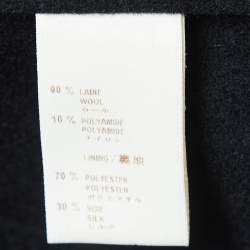 90 % LAINE
WOOL
ウール
10 % POLYAMIDE
POLYAMIDE
ナイロン
LINING / 裏地
70 % POLYESTER
POLYESTER
ポリエステル
30 % SOIE
SILK